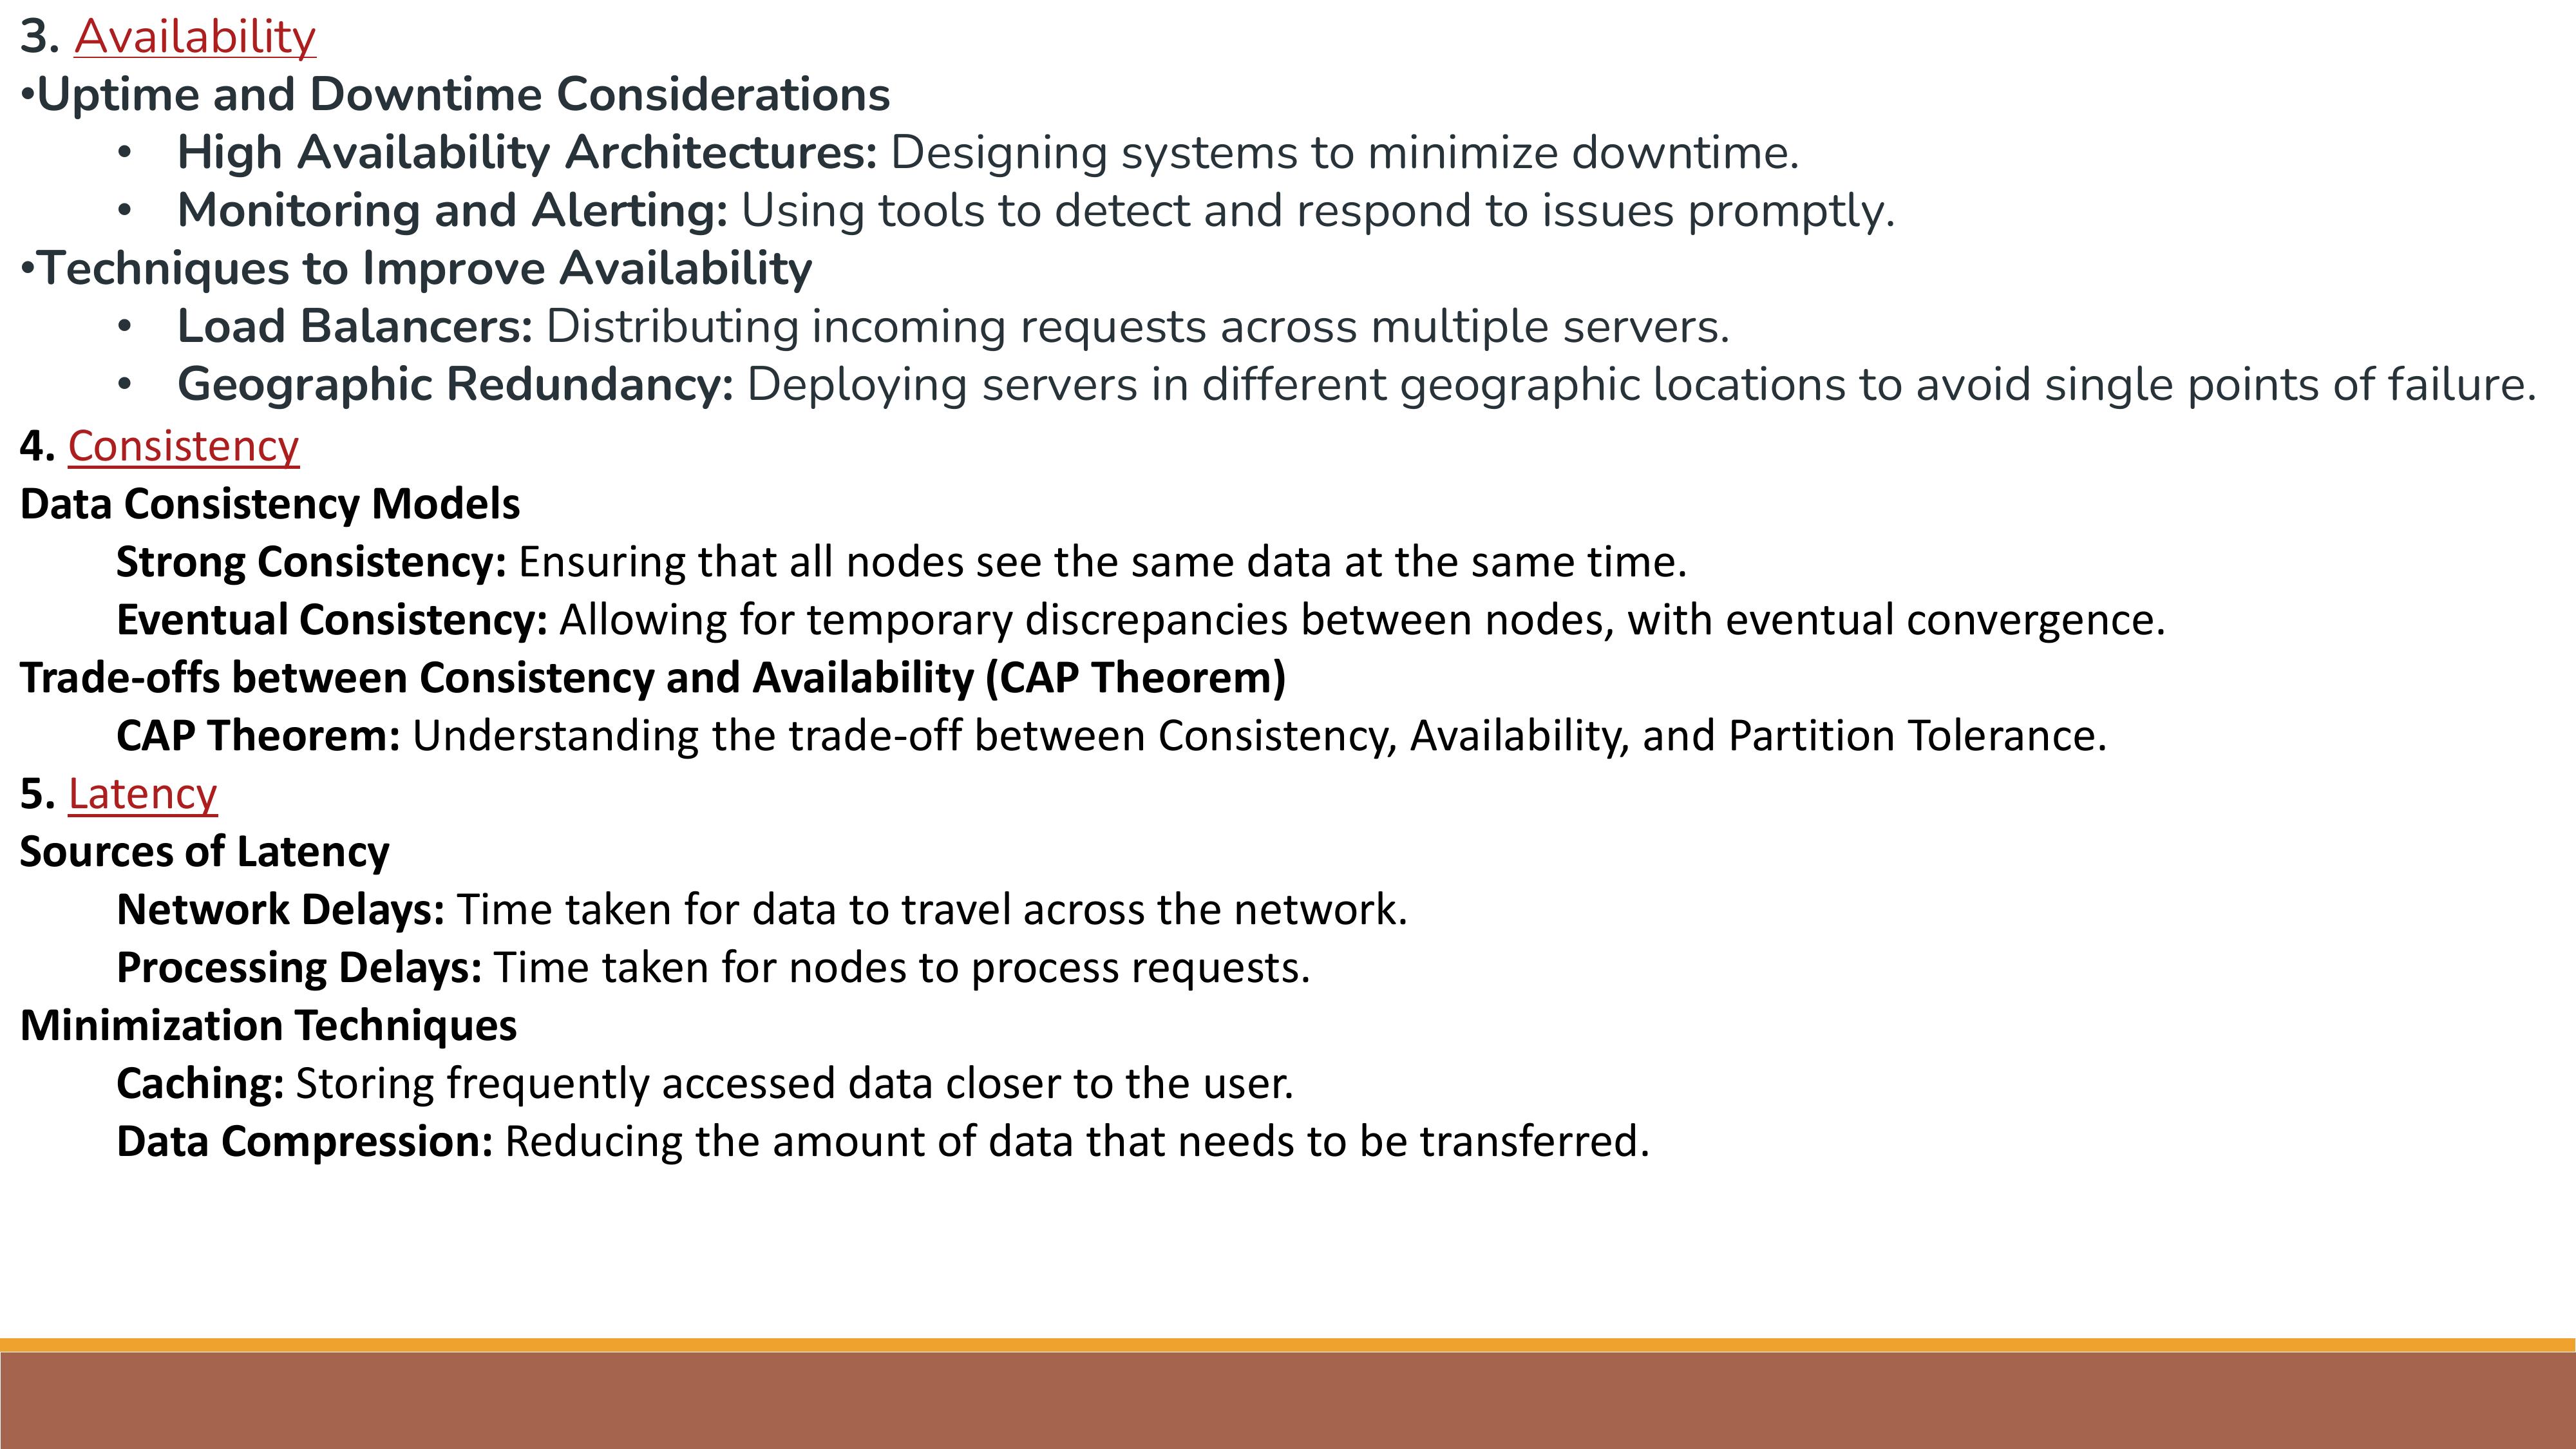 3. Availability
•Uptime and Downtime Considerations
• High Availability Architectures: Designing systems to minimize downtime.
• Monitoring and Alerting: Using tools to detect and respond to issues promptly.
•Techniques to Improve Availability
• Load Balancers: Distributing incoming requests across multiple servers.
• Geographic Redundancy: Deploying servers in different geographic locations to avoid single points of failure.
4. Consistency
Data Consistency Models
Strong Consistency: Ensuring that all nodes see the same data at the same time.
Eventual Consistency: Allowing for temporary discrepancies between nodes, with eventual convergence.
Trade-offs between Consistency and Availability (CAP Theorem)
CAP Theorem: Understanding the trade-off between Consistency, Availability, and Partition Tolerance.
5. Latency
Sources of Latency
Network Delays: Time taken for data to travel across the network.
Processing Delays: Time taken for nodes to process requests.
Minimization Techniques
Caching: Storing frequently accessed data closer to the user.
Data Compression: Reducing the amount of data that needs to be transferred.